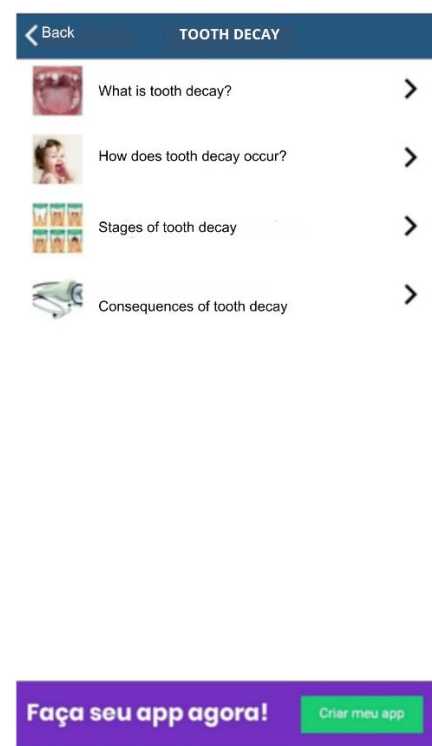 Back
TOOTH DECAY
What is tooth decay?
How does tooth decay occur?
Stages of tooth decay
Consequences of tooth decay
Faça seu app agora!
Criar meu app